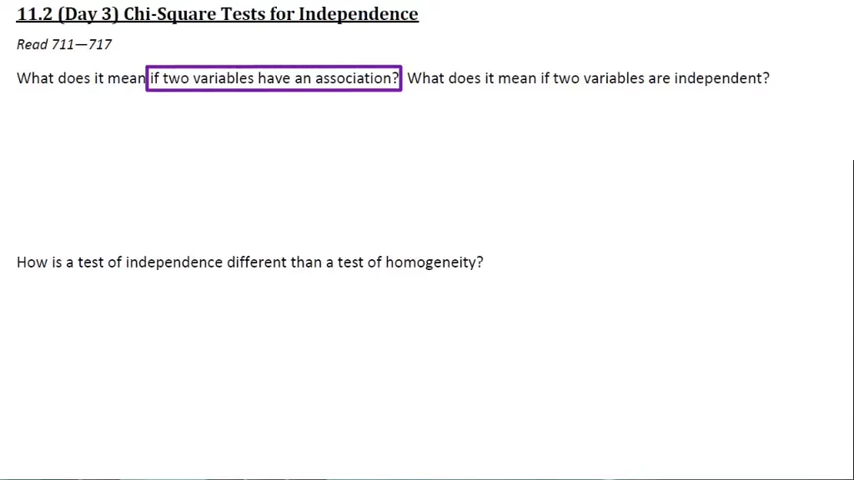 11.2 (Day 3) Chi-Square Tests for Independence
Read 711—717
What does it mean if two variables have an association? What does it mean if two variables are independent?
How is a test of independence different than a test of homogeneity?